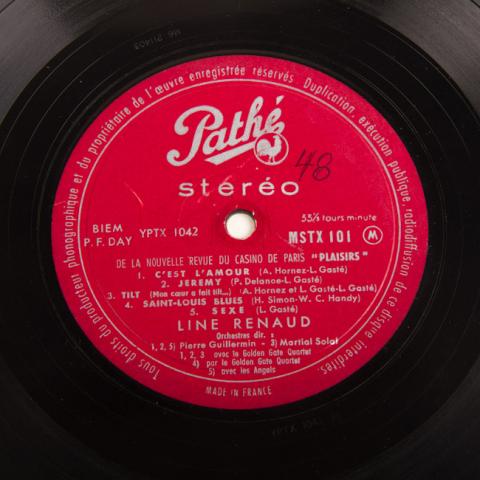 Tous droits du producteur phonographique et du propriétaire de l'œuvre enregistrée réservés. Duplication, exécution publique, radiodiffusion de ce disque interdites.
Pathé
48
stéréo
33⅓ tours minute
BIEM
P.F. DAY
YPTX 1042
MSTX 101 M
DE LA NOUVELLE REVUE DU CASINO DE PARIS "PLAISIRS"
1. C'EST L'AMOUR (A. Hornez-L. Gasté)
2. JEREMY (P. Delanoe-L. Gasté)
3. TILT (Mon cœur a fait tilt...) (A. Hornez et L. Gasté-L. Gasté)
4. SAINT-LOUIS BLUES (H. Simon-W. C. Handy)
5. SEXE (L. Gasté)
LINE RENAUD
Orchestres dir. :
1, 2, 5) Pierre Guillermin - 3) Martial Solal
1, 2, 3 avec le Golden Gate Quartet
4) par le Golden Gate Quartet
5) avec les Angels
MADE IN FRANCE